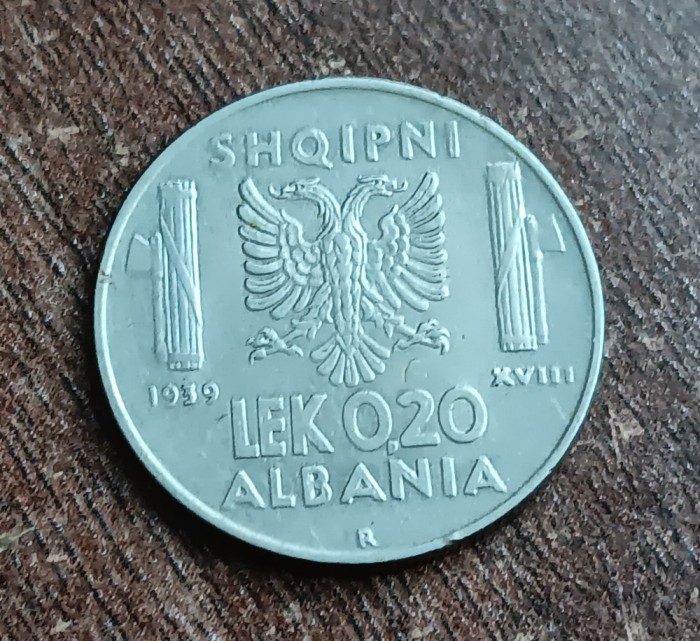 SHQIPNI
1939 XVIII
LEK 0,20
ALBANIA
R